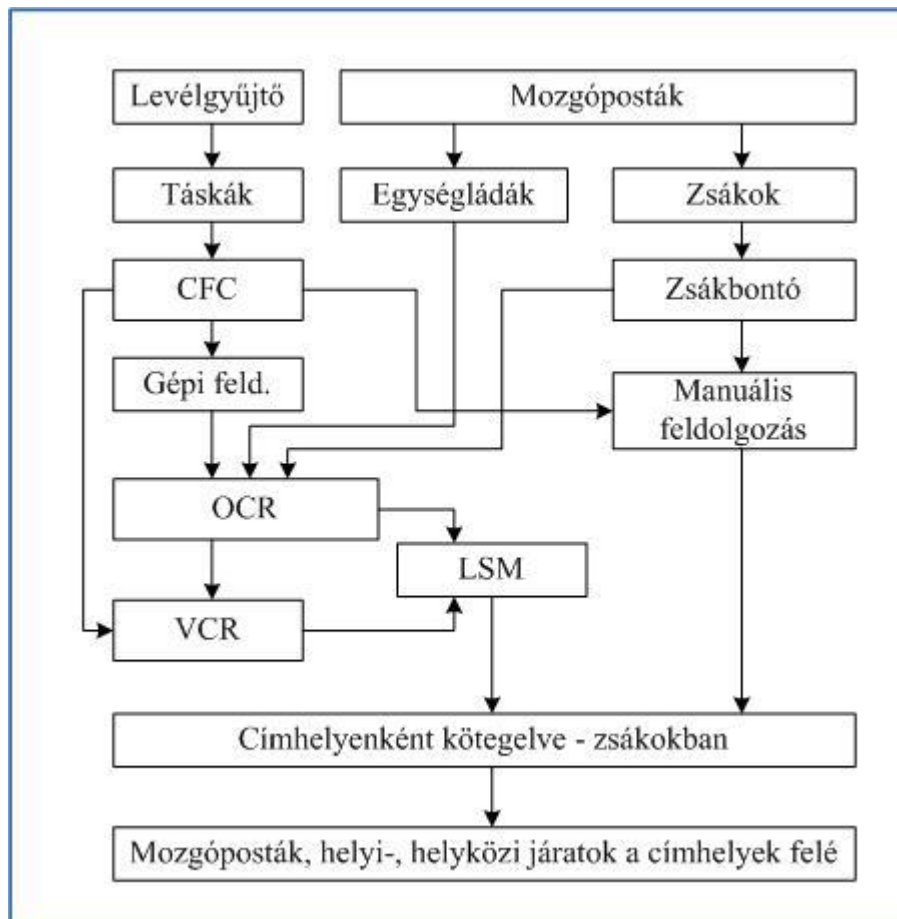 Levélgyűjtő
Mozgóposták
Táskák
Egységládák
Zsákok
CFC
Zsákbontó
Gépi feld.
Manuális
feldolgozás
OCR
LSM
VCR
Címhelyenként kötegelve - zsákokban
Mozgóposták, helyi-, helyközi járatok a címhelyek felé